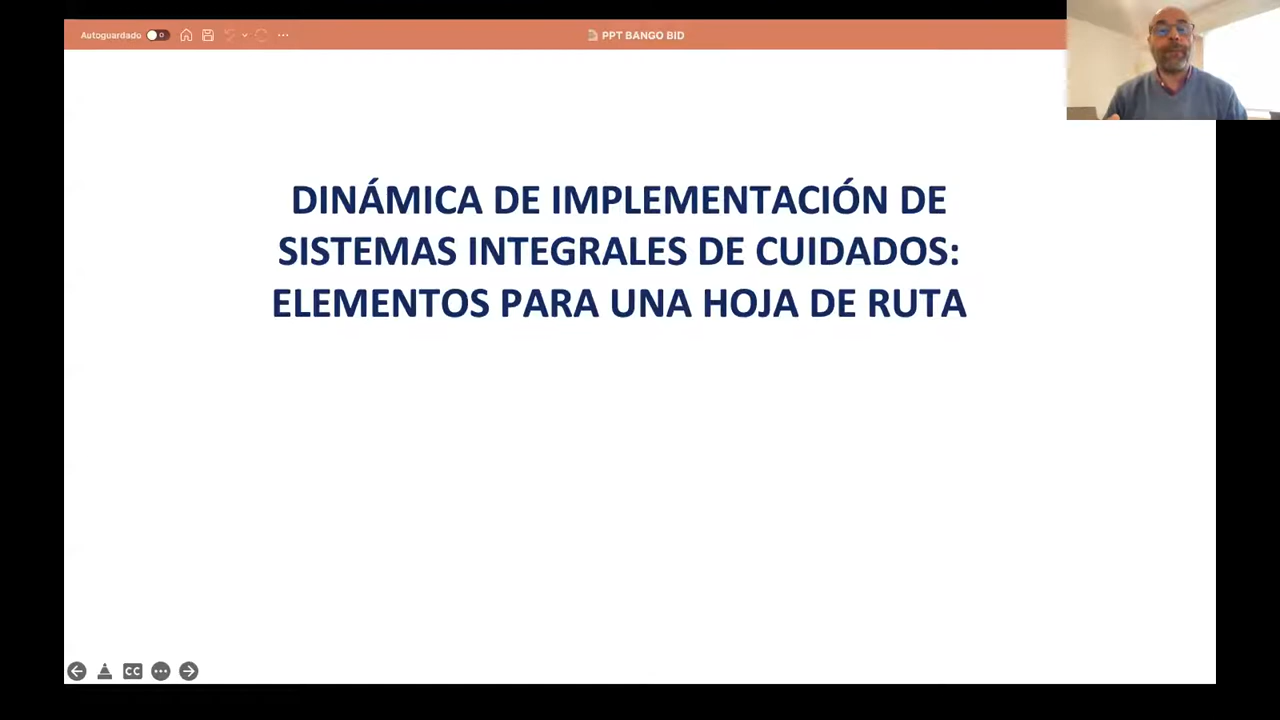 Autoguardado
PPT BANGO BID
DINÁMICA DE IMPLEMENTACIÓN DE
SISTEMAS INTEGRALES DE CUIDADOS:
ELEMENTOS PARA UNA HOJA DE RUTA
CC